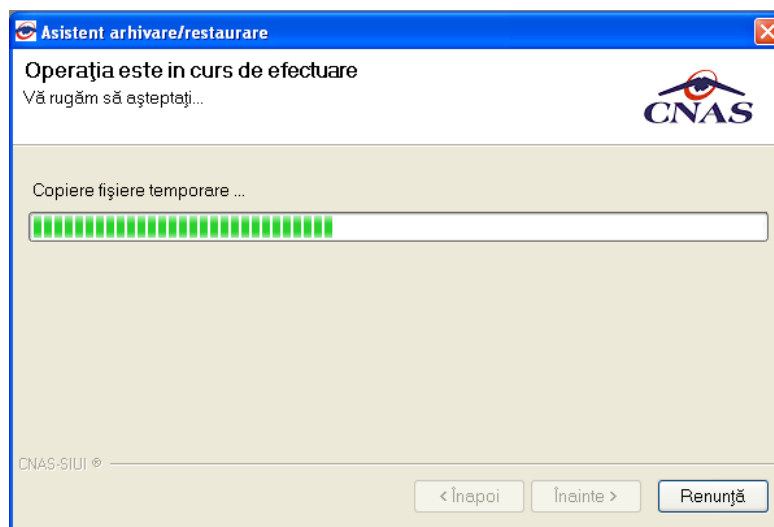 Asistent arhivare/restaurare
Operaţia este in curs de efectuare
Vă rugăm să aşteptaţi...
CNAS
Copiere fişiere temporare ...
CNAS-SIUI ®
< Înapoi
Înainte >
Renunţă